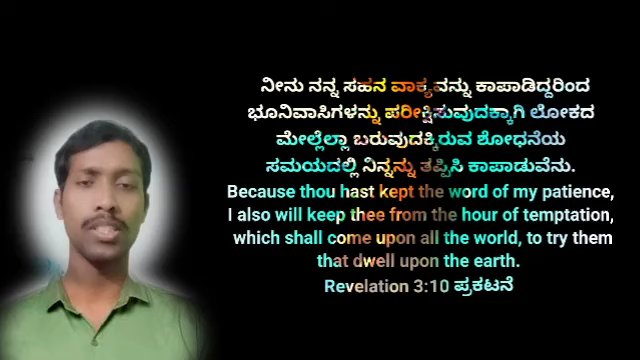 ನೀನು ನನ್ನ ಸಹನ ವಾಕ್ಯವನ್ನು ಕಾಪಾಡಿದ್ದರಿಂದ
ಭೂನಿವಾಸಿಗಳನ್ನು ಪರೀಕ್ಷಿಸುವುದಕ್ಕಾಗಿ ಲೋಕದ
ಮೇಲ್ಲೆಲ್ಲಾ ಬರುವುದಕ್ಕಿರುವ ಶೋಧನೆಯ
ಸಮಯದಲ್ಲಿ ನಿನ್ನನ್ನು ತಪ್ಪಿಸಿ ಕಾಪಾಡುವೆನು.
Because thou hast kept the word of my patience,
I also will keep thee from the hour of temptation,
which shall come upon all the world, to try them
that dwell upon the earth.
Revelation 3:10 ಪ್ರಕಟನೆ